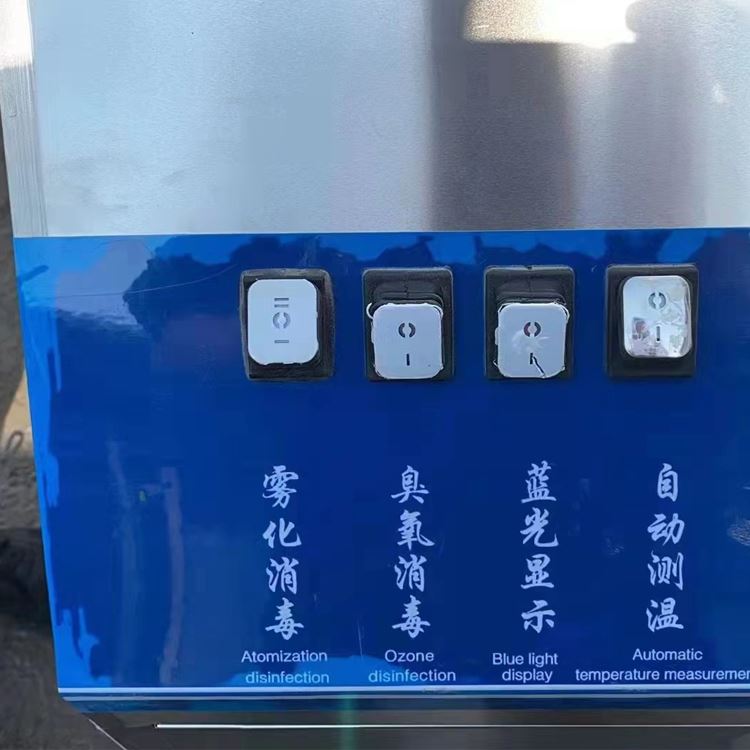 雾化消毒
臭氧消毒
蓝光显示
自动测温
Atomization
disinfection
Ozone
disinfection
Blue light
display
Automatic
temperature measureme